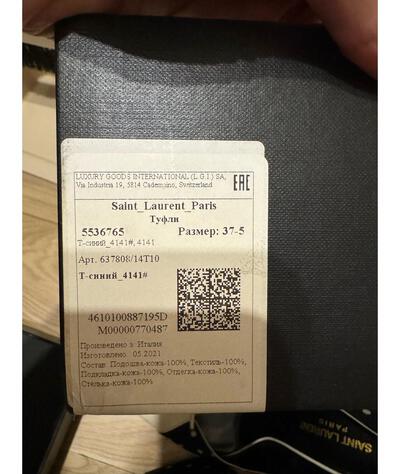 LUXURY GOODS INTERNATIONAL (L.G.I.) SA,
Via Industria 19, 5814 Cadempino, Switzerland
EAC
Saint_Laurent_Paris
Туфли
5536765 Размер: 37-5
Т-синий_4141#, 4141
Арт. 637808/14T10
Т-синий_4141#
4610100887195D
M00000770487
Произведено в: Италия
Изготовлено: 05.2021
Состав: Подошва-кожа-100%, Текстиль-100%,
Подкладка-кожа-100%, Отделка-кожа-100%,
Стелька-кожа-100%
SAINT LAURENT
PARIS